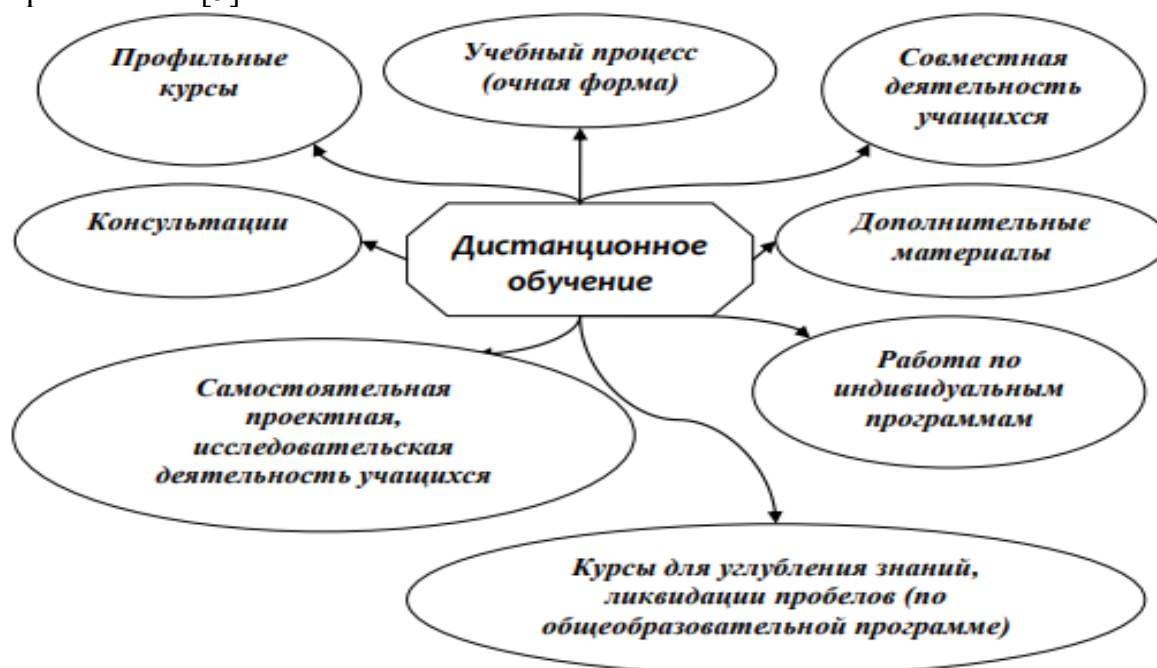 [3]
Профильные
курсы
Учебный процесс
(очная форма)
Совместная
деятельность
учащихся
Консультации
Дистанционное
обучение
Дополнительные
материалы
Самостоятельная
проектная,
исследовательская
деятельность учащихся
Работа по
индивидуальным
программам
Курсы для углубления знаний,
ликвидации пробелов (по
общеобразовательной программе)